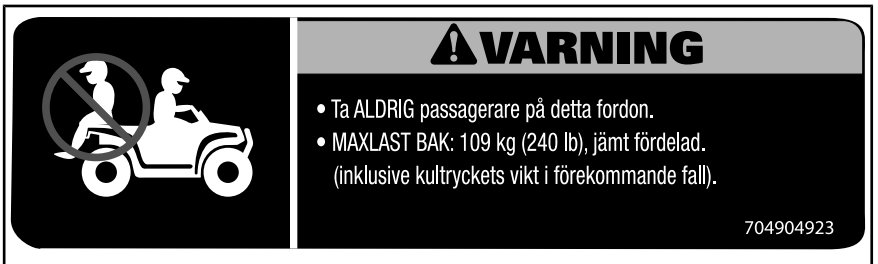 VARNING
• Ta ALDRIG passagerare på detta fordon.
• MAXLAST BAK: 109 kg (240 lb), jämt fördelad.
(inklusive kultryckets vikt i förekommande fall).
704904923